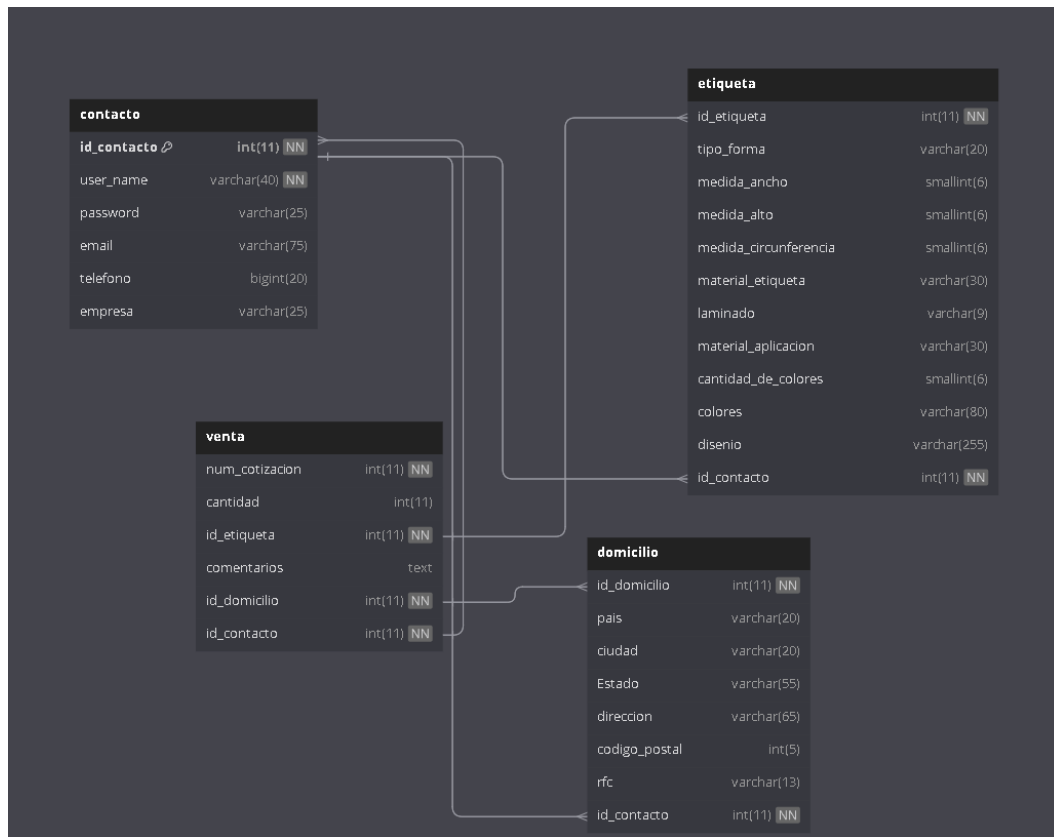 contacto
id_contacto int(11) NN
user_name varchar(40) NN
password varchar(25)
email varchar(75)
telefono bigint(20)
empresa varchar(25)
etiqueta
id_etiqueta int(11) NN
tipo_forma varchar(20)
medida_ancho smallint(6)
medida_alto smallint(6)
medida_circunferencia smallint(6)
material_etiqueta varchar(30)
laminado varchar(9)
material_aplicacion varchar(30)
cantidad_de_colores smallint(6)
colores varchar(80)
disenio varchar(255)
id_contacto int(11) NN
venta
num_cotizacion int(11) NN
cantidad int(11)
id_etiqueta int(11) NN
comentarios text
id_domicilio int(11) NN
id_contacto int(11) NN
domicilio
id_domicilio int(11) NN
pais varchar(20)
ciudad varchar(20)
Estado varchar(55)
direccion varchar(65)
codigo_postal int(5)
rfc varchar(13)
id_contacto int(11) NN